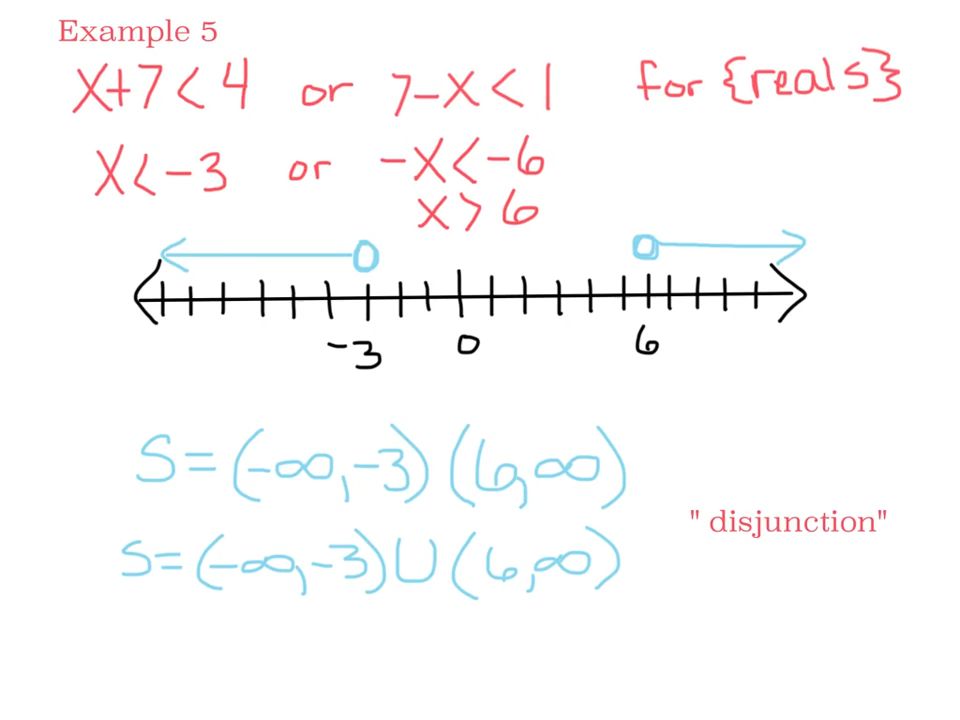 Example 5
x+7<4 or 7-x<1 for {reals}
x<-3 or -x<-6
x>6
-3 0 6
S=(-∞,-3)(6,∞)
"disjunction"
S=(-∞,-3)∪(6,∞)